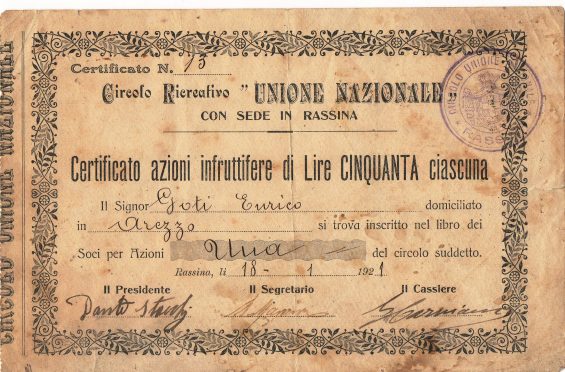 Certificato N. 13
Circolo Ricreativo "UNIONE NAZIONALE"
CON SEDE IN RASSINA
Certificato azioni infruttifere di Lire CINQUANTA ciascuna
Il Signor Goti Enrico domiciliato
in Arezzo si trova inscritto nel libro dei
Soci per Azioni Una del circolo suddetto.
Rassina, li 18 - 1 1921
Il Presidente Il Segretario Il Cassiere
Dante
CIRCOLO UNIONE NAZIONALE